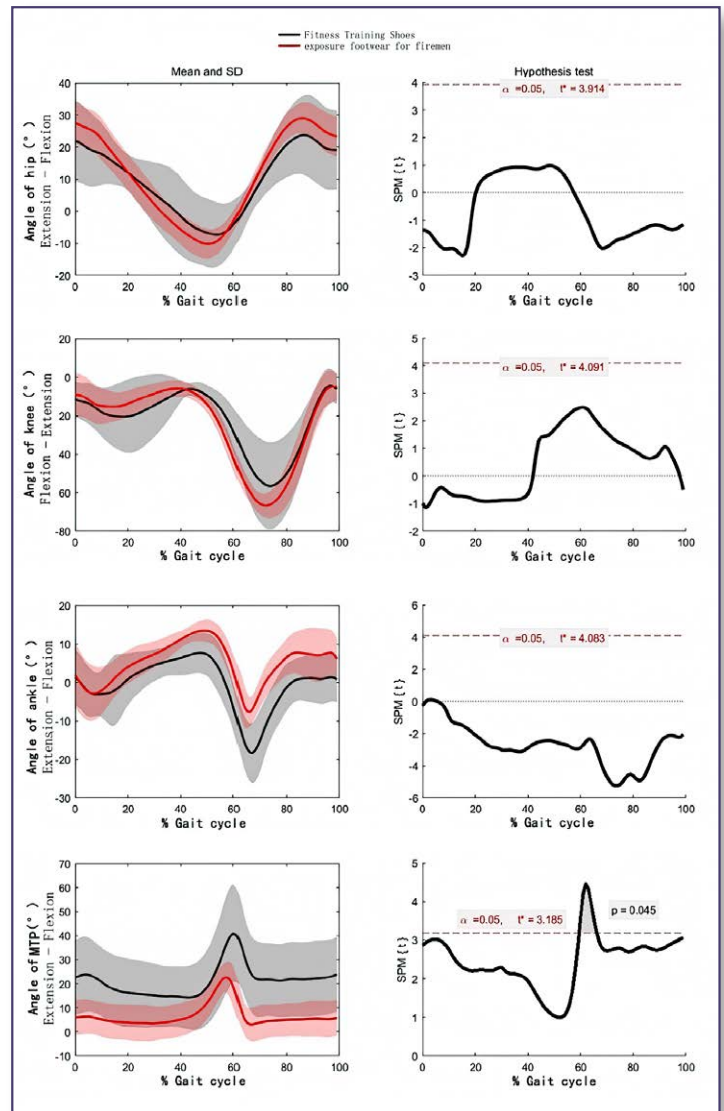 Fitness Training Shoes
exposure footwear for firemen
Mean and SD
Hypothesis test
40
30
20
10
0
-10
-20
Angle of hip (°)
Extension - Flexion
0 20 40 60 80 100
% Gait cycle
4
3
2
1
0
-1
-2
-3
SPM{t}
α =0.05, t* = 3.914
0 20 40 60 80 100
% Gait cycle
20
0
20
40
60
-80
Angle of knee (°)
Flexion - Extension
0 20 40 60 80 100
% Gait cycle
5
4
3
2
1
0
-1
-2
SPM{t}
α =0.05, t* = 4.091
0 20 40 60 80 100
% Gait cycle
20
10
0
-10
-20
-30
Angle of ankle (°)
Extension - Flexion
0 20 40 60 80 100
% Gait cycle
6
4
2
0
-2
-4
-6
SPM{t}
α =0.05, t* = 4.083
0 20 40 60 80 100
% Gait cycle
70
60
50
40
30
20
10
0
-10
Angle of MTP(°)
Extension - Flexion
0 20 40 60 80 100
% Gait cycle
5
4
3
2
1
0
SPM{t}
α =0.05, t* = 3.185
p = 0.045
0 20 40 60 80 100
% Gait cycle